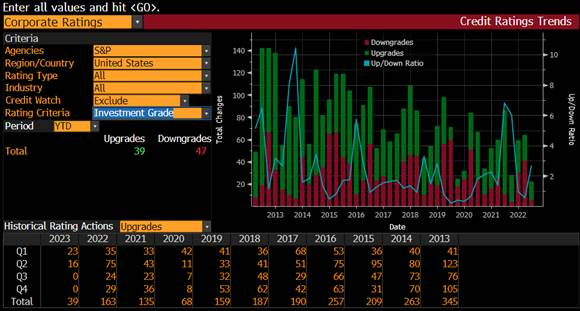 Enter all values and hit <GO>.
Corporate Ratings
Credit Ratings Trends
Criteria
Agencies S&P
Region/Country United States
Rating Type All
Industry All
Credit Watch Exclude
Rating Criteria Investment Grade
Period YTD
Upgrades Downgrades
Total 39 47
Downgrades
Upgrades
Up/Down Ratio
Total Changes
140
120
100
80
60
40
20
Up/Down Ratio
10
8
6
4
2
0
2013 2014 2015 2016 2017 2018 2019 2020 2021 2022
Date
Historical Rating Actions Upgrades
2023 2022 2021 2020 2019 2018 2017 2016 2015 2014 2013
Q1 23 35 33 42 41 36 68 53 36 40 41
Q2 16 75 43 11 33 41 51 95 95 80 123
Q3 0 24 23 7 32 48 29 66 47 73 76
Q4 0 29 36 8 53 62 42 63 31 70 105
Total 39 163 135 68 159 187 190 257 209 263 345